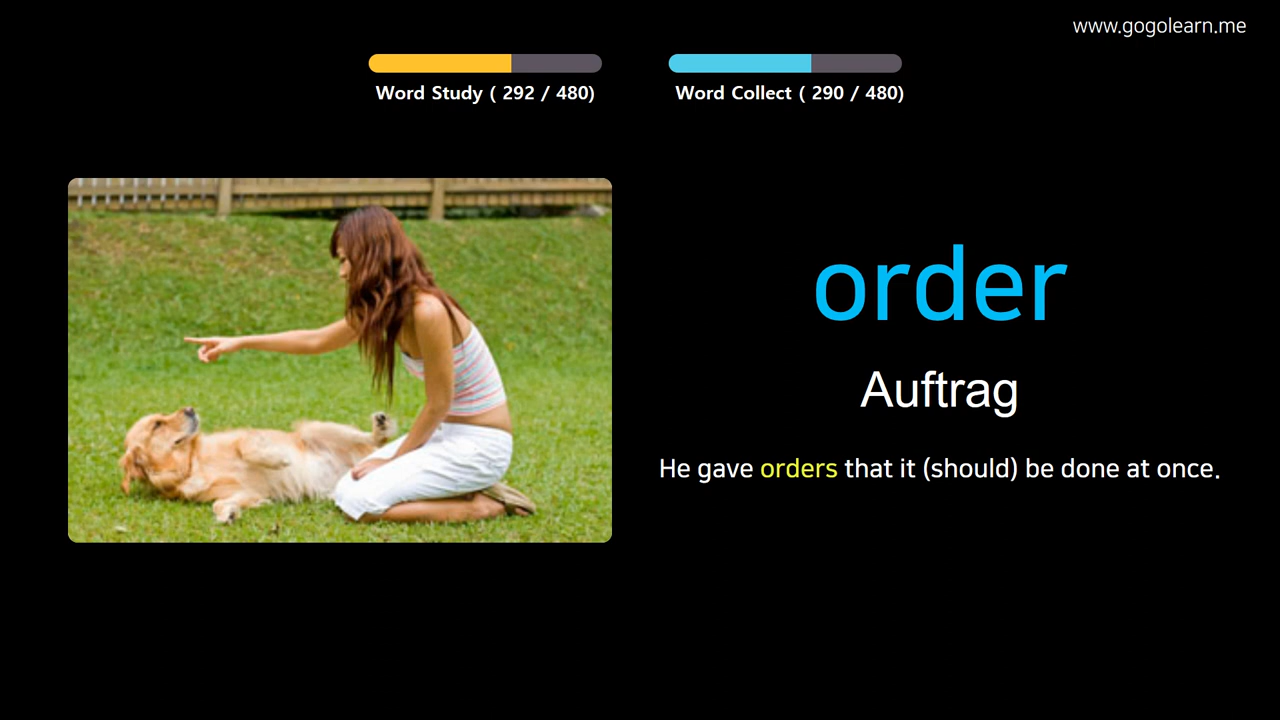 www.gogolearn.me
Word Study ( 292 / 480)
Word Collect ( 290 / 480)
order
Auftrag
He gave orders that it (should) be done at once.